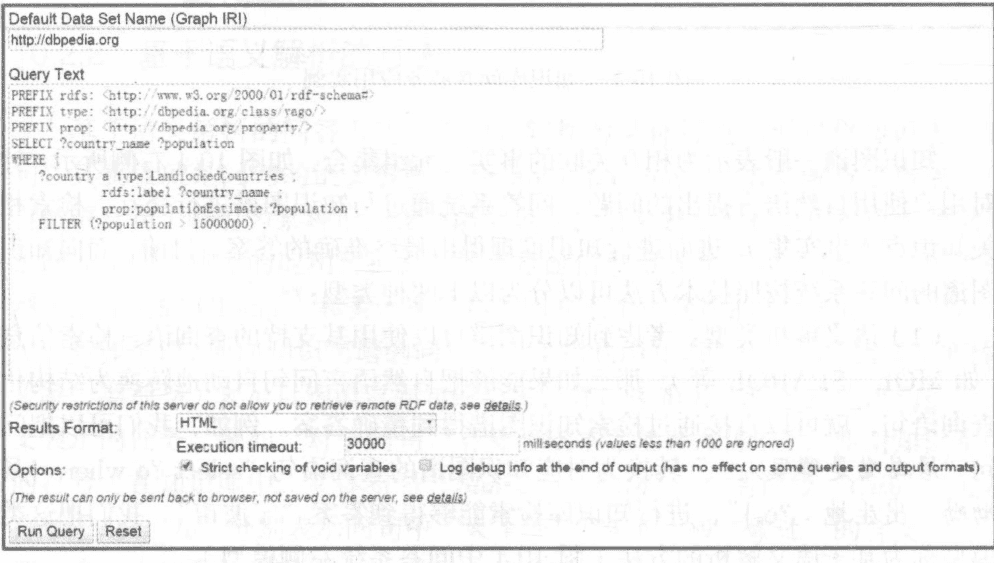 Default Data Set Name (Graph IRI)
http://dbpedia.org
Query Text
PREFIX rdfs: <http://www.w3.org/2000/01/rdf-schema#>
PREFIX type: <http://dbpedia.org/class/yago/>
PREFIX prop: <http://dbpedia.org/property/>
SELECT ?country_name ?population
WHERE {
?country a type:LandlockedCountries ;
rdfs:label ?country_name ;
prop:populationEstimate ?population .
FILTER (?population > 15000000) .
(Security restrictions of this server do not allow you to retrieve remote RDF data, see details.)
Results Format: HTML
Execution timeout: 30000 milliseconds (values less than 1000 are ignored)
Options: Strict checking of void variables Log debug info at the end of output (has no effect on some queries and output formats)
(The result can only be sent back to browser, not saved on the server, see details)
Run Query Reset